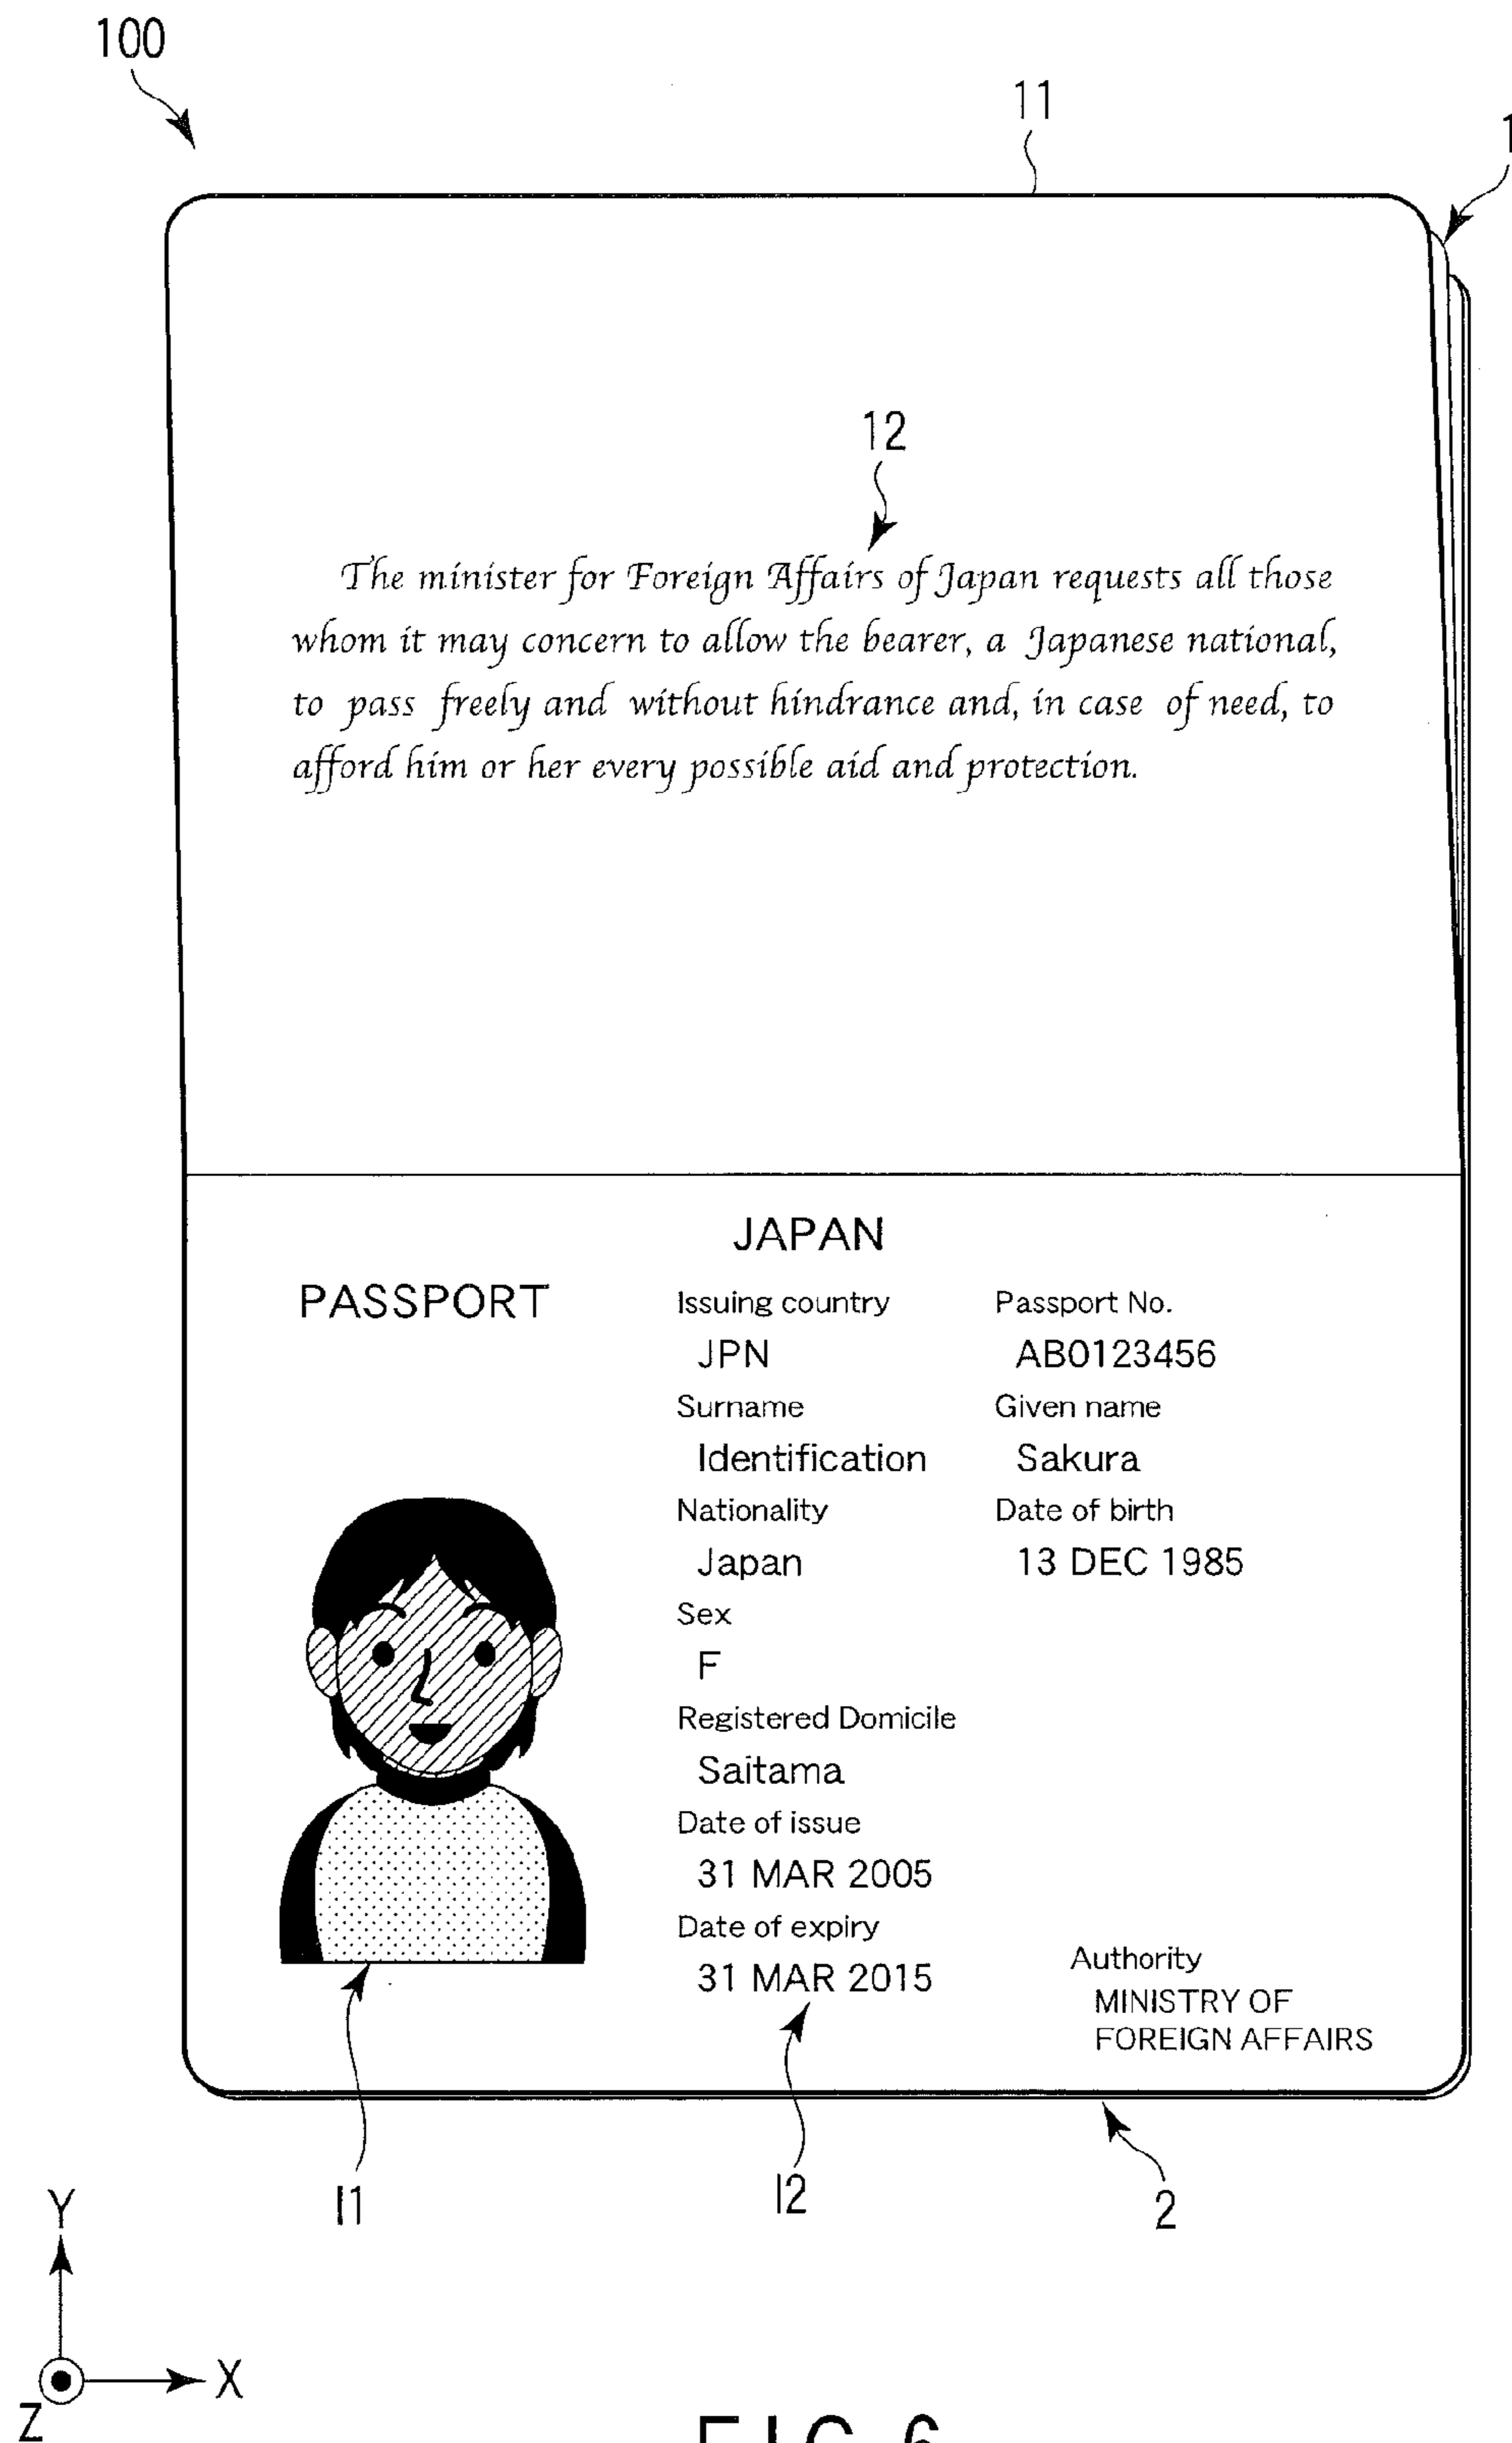 100
11
1
12
The minister for Foreign Affairs of Japan requests all those
whom it may concern to allow the bearer, a Japanese national,
to pass freely and without hindrance and, in case of need, to
afford him or her every possible aid and protection.
JAPAN
PASSPORT
Issuing country
JPN
Passport No.
AB0123456
Surname
Identification
Given name
Sakura
Nationality
Japan
Date of birth
13 DEC 1985
Sex
F
Registered Domicile
Saitama
Date of issue
31 MAR 2005
Date of expiry
31 MAR 2015
Authority
MINISTRY OF
FOREIGN AFFAIRS
I1
I2
2
Y
X
Z
FIG. 6